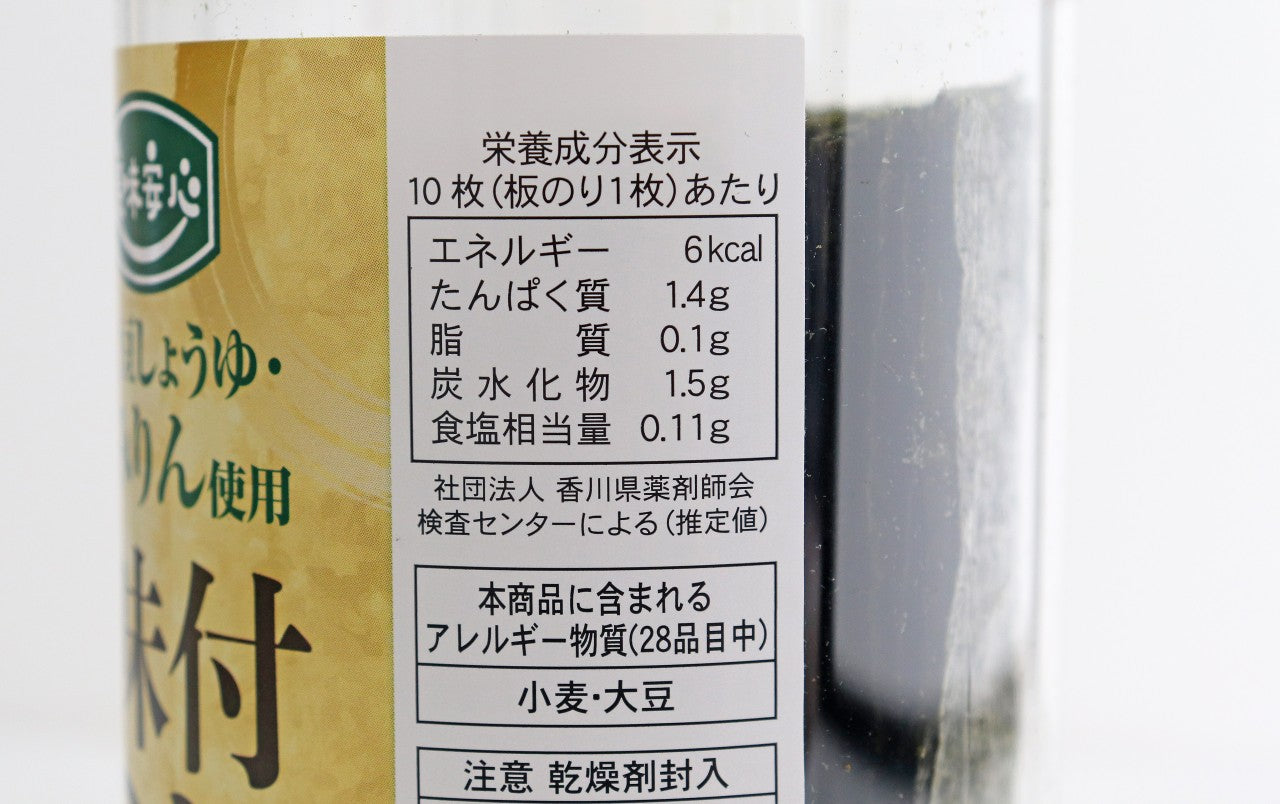 味安心
しょうゆ・
りん使用
味付
栄養成分表示
10枚(板のり1枚)あたり
エネルギー 6kcal
たんぱく質 1.4g
脂質 0.1g
炭水化物 1.5g
食塩相当量 0.11g
社団法人 香川県薬剤師会
検査センターによる(推定値)
本商品に含まれる
アレルギー物質(28品目中)
小麦・大豆
注意 乾燥剤封入